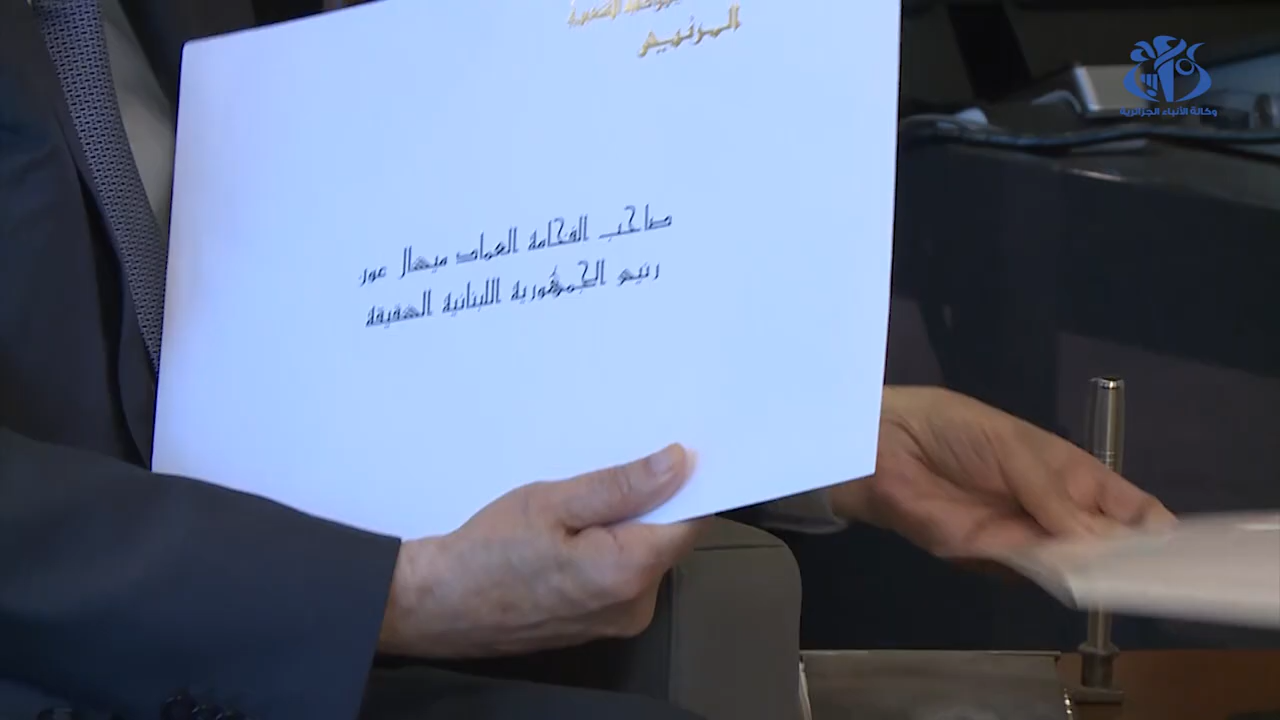 الرئيس
صاحب الفخامة العماد ميشال عون
رئيس الجمهورية اللبنانية الشقيقة
وكالة الأنباء الجزائرية